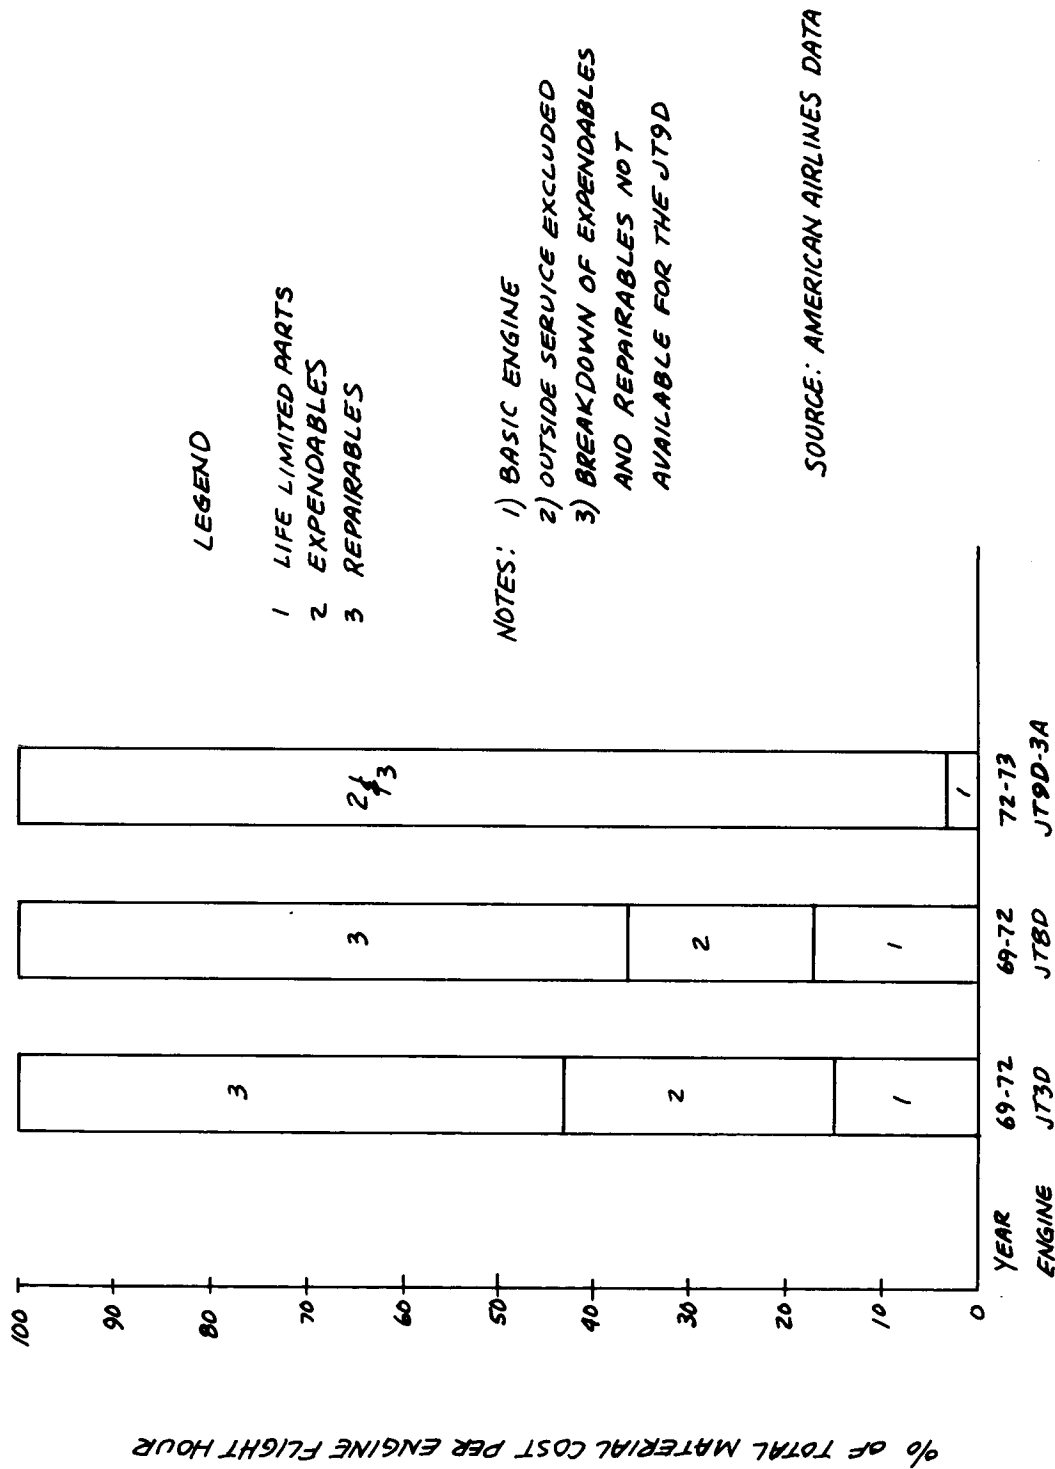 % OF TOTAL MATERIAL COST PER ENGINE FLIGHT HOUR
100
90
80
70
60
50
40
30
20
10
0
3
2
1
3
2
1
2 & 3
1
YEAR 69-72 69-72 72-73
ENGINE JT3D JT8D JT9D-3A
LEGEND
1 LIFE LIMITED PARTS
2 EXPENDABLES
3 REPAIRABLES
NOTES: 1) BASIC ENGINE
2) OUTSIDE SERVICE EXCLUDED
3) BREAKDOWN OF EXPENDABLES
AND REPAIRABLES NOT
AVAILABLE FOR THE JT9D
SOURCE: AMERICAN AIRLINES DATA